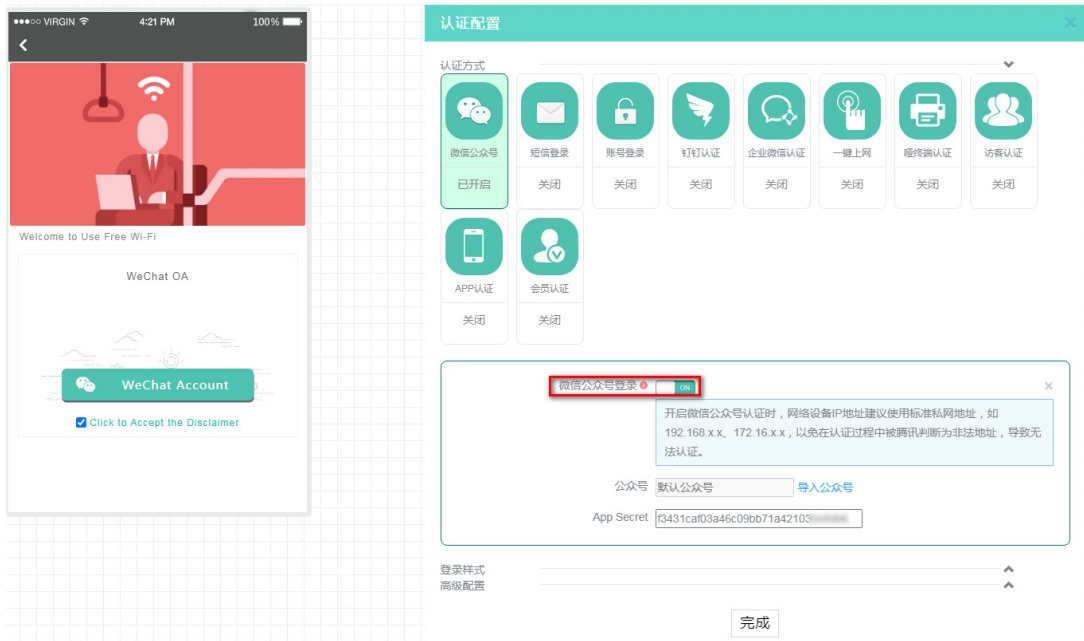 VIRGIN 4:21 PM 100%
Welcome to Use Free Wi-Fi
WeChat OA
WeChat Account
Click to Accept the Disclaimer
认证配置
认证方式
微信公众号 短信登录 账号登录 钉钉认证 企业微信认证 一键上网 哑终端认证 访客认证
已开启 关闭 关闭 关闭 关闭 关闭 关闭 关闭
APP认证 会员认证
关闭 关闭
微信公众号登录 ON
开启微信公众号认证时，网络设备IP地址建议使用标准私网地址，如
192.168.x.x、172.16.x.x，以免在认证过程中被腾讯判断为非法地址，导致无
法认证。
公众号 默认公众号 导入公众号
App Secret f3431caf03a46c09bb71a42103
登录样式
高级配置
完成